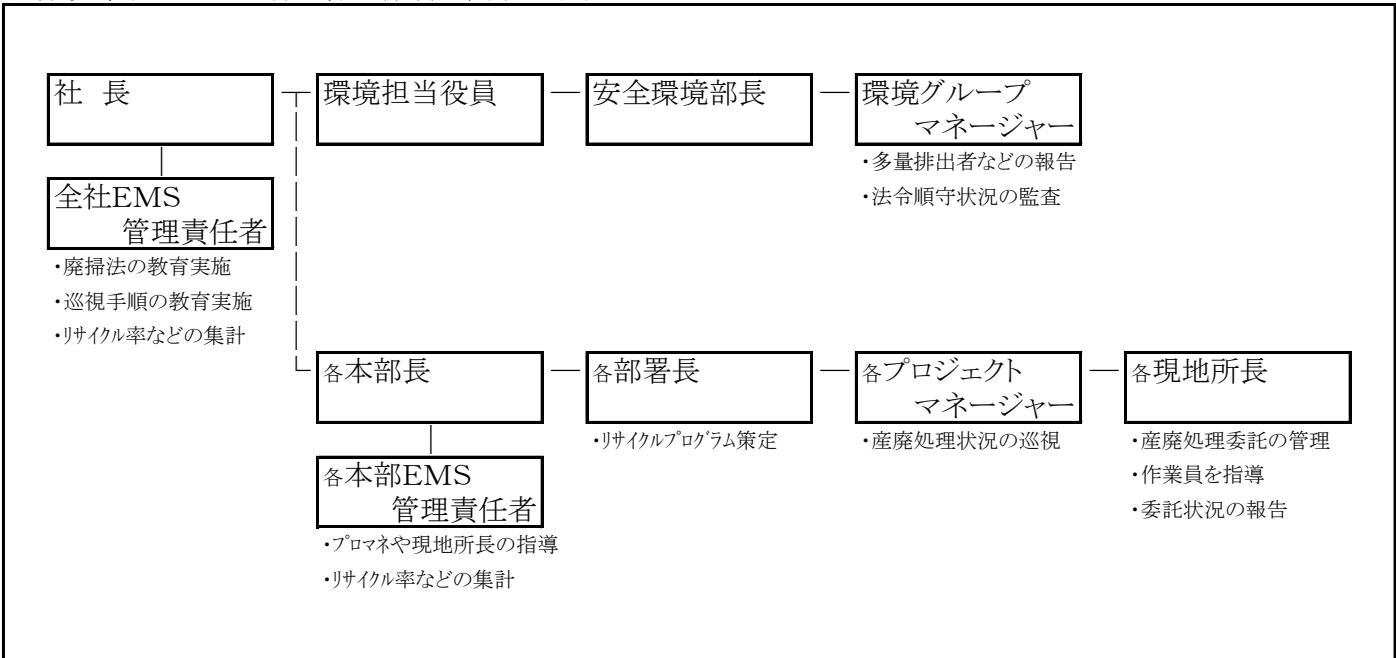 社 長
環境担当役員
安全環境部長
環境グループ
マネージャー
・多量排出者などの報告
・法令順守状況の監査
全社EMS
管理責任者
・廃掃法の教育実施
・巡視手順の教育実施
・ﾘｻｲｸﾙ率などの集計
各本部長
各部署長
・ﾘｻｲｸﾙﾌﾟﾛｸﾞﾗﾑ策定
各プロジェクト
マネージャー
・産廃処理状況の巡視
各現地所長
・産廃処理委託の管理
・作業員を指導
・委託状況の報告
各本部EMS
管理責任者
・ﾌﾟﾛﾏﾈや現地所長の指導
・ﾘｻｲｸﾙ率などの集計